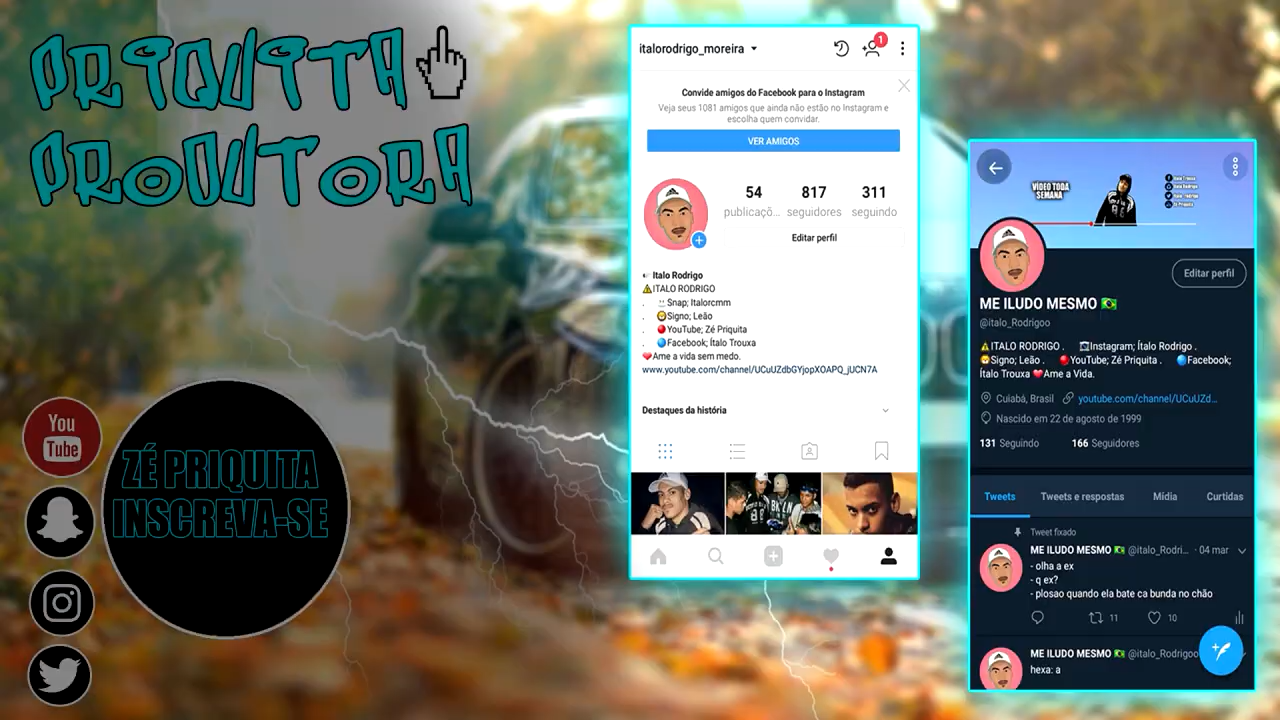 PRIQUITA
PRODUTORA
You
Tube
ZÉ PRIQUITA
INSCREVA-SE
italorodrigo_moreira
1
Convide amigos do Facebook para o Instagram
Veja seus 1081 amigos que ainda não estão no Instagram e
escolha quem convidar.
VER AMIGOS
54 817 311
publicaçõ... seguidores seguindo
Editar perfil
Italo Rodrigo
⚠ITALO RODRIGO
. Snap; Italorcmm
. 🦁Signo; Leão
. 🔴YouTube; Zé Priquita
. 🔵Facebook; Ítalo Trouxa
❤Ame a vida sem medo.
www.youtube.com/channel/UCuUZdbGYjopXOAPQ_jUCN7A
Destaques da história
VÍDEO TODA
SEMANA
Editar perfil
ME ILUDO MESMO 🇧🇷
@italo_Rodrigoo
⚠ITALO RODRIGO . 📷Instagram; Ítalo Rodrigo .
🦁Signo; Leão . 🔴YouTube; Zé Priquita . 🔵Facebook;
Ítalo Trouxa ❤Ame a Vida.
Cuiabá, Brasil youtube.com/channel/UCuUZd...
Nascido em 22 de agosto de 1999
131 Seguindo 166 Seguidores
Tweets Tweets e respostas Mídia Curtidas
Tweet fixado
ME ILUDO MESMO 🇧🇷 @italo_Rodri... · 04 mar
- olha a ex
- q ex?
- plosao quando ela bate ca bunda no chão
11 10
ME ILUDO MESMO 🇧🇷 @italo_Rodrigoo
hexa: a